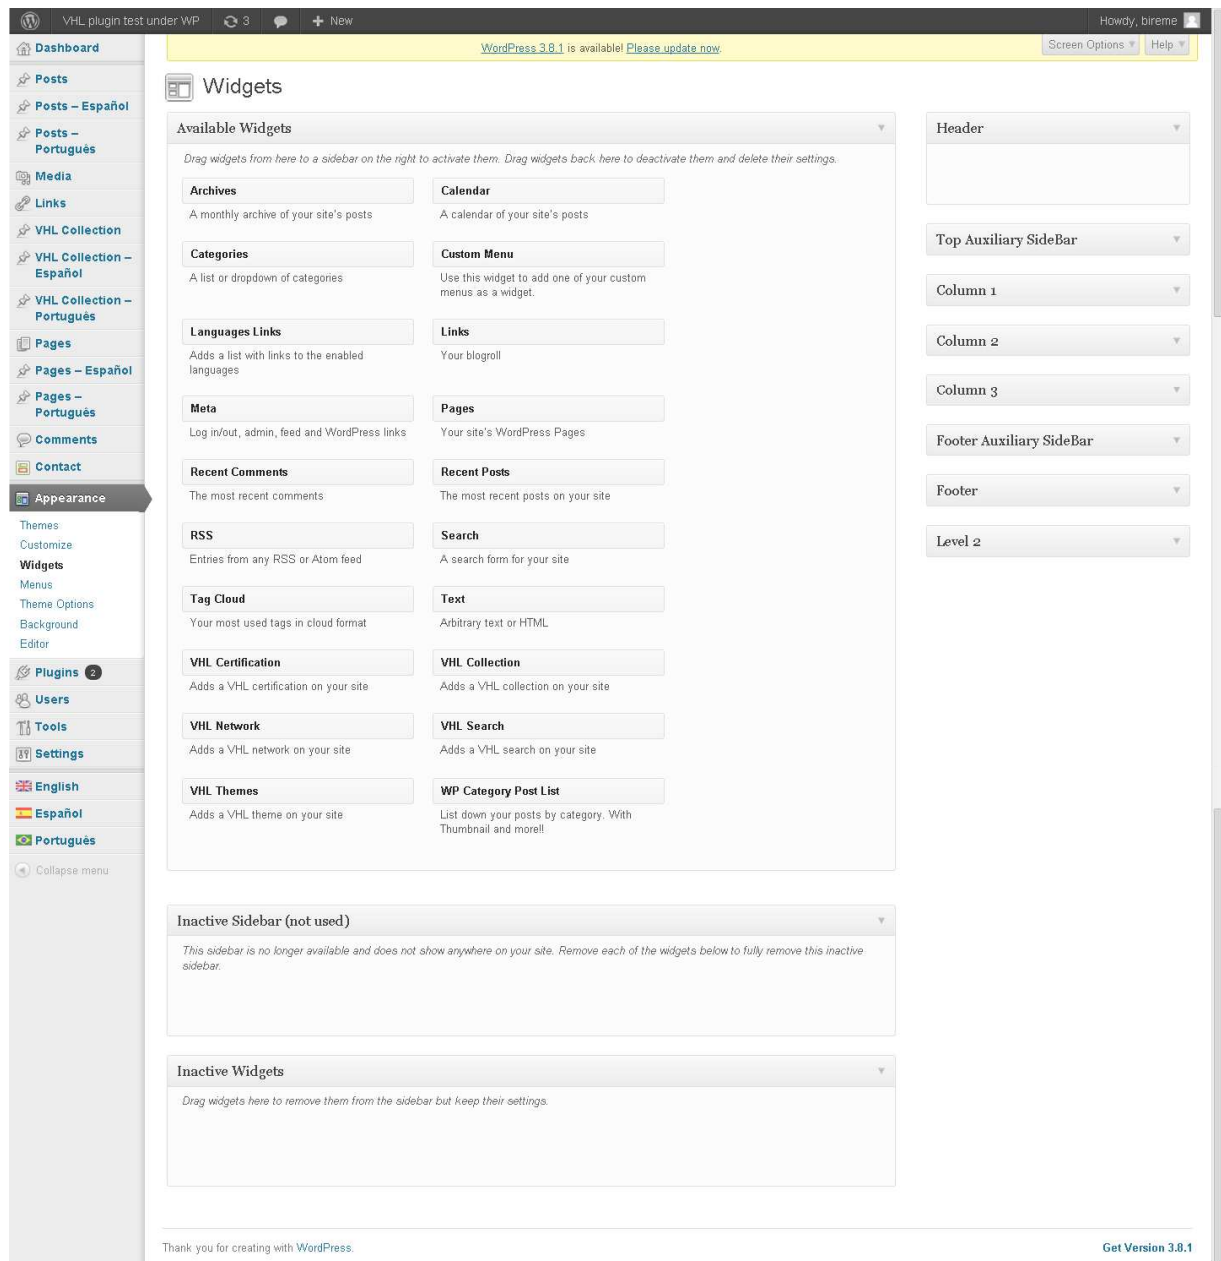 VHL plugin test under WP 3 + New Howdy, bireme
WordPress 3.8.1 is available! Please update now.
Screen Options Help
Dashboard
Posts
Posts – Español
Posts –
Português
Media
Links
VHL Collection
VHL Collection –
Español
VHL Collection –
Português
Pages
Pages – Español
Pages –
Português
Comments
Contact
Appearance
Themes
Customize
Widgets
Menus
Theme Options
Background
Editor
Plugins 2
Users
Tools
Settings
English
Español
Português
Collapse menu
Widgets
Available Widgets
Drag widgets from here to a sidebar on the right to activate them. Drag widgets back here to deactivate them and delete their settings.
Archives
A monthly archive of your site's posts
Calendar
A calendar of your site's posts
Categories
A list or dropdown of categories
Custom Menu
Use this widget to add one of your custom
menus as a widget.
Languages Links
Adds a list with links to the enabled
languages
Links
Your blogroll
Meta
Log in/out, admin, feed and WordPress links
Pages
Your site's WordPress Pages
Recent Comments
The most recent comments
Recent Posts
The most recent posts on your site
RSS
Entries from any RSS or Atom feed
Search
A search form for your site
Tag Cloud
Your most used tags in cloud format
Text
Arbitrary text or HTML
VHL Certification
Adds a VHL certification on your site
VHL Collection
Adds a VHL collection on your site
VHL Network
Adds a VHL network on your site
VHL Search
Adds a VHL search on your site
VHL Themes
Adds a VHL theme on your site
WP Category Post List
List down your posts by category. With
Thumbnail and more!!
Inactive Sidebar (not used)
This sidebar is no longer available and does not show anywhere on your site. Remove each of the widgets below to fully remove this inactive
sidebar.
Inactive Widgets
Drag widgets here to remove them from the sidebar but keep their settings.
Header
Top Auxiliary SideBar
Column 1
Column 2
Column 3
Footer Auxiliary SideBar
Footer
Level 2
Thank you for creating with WordPress.
Get Version 3.8.1